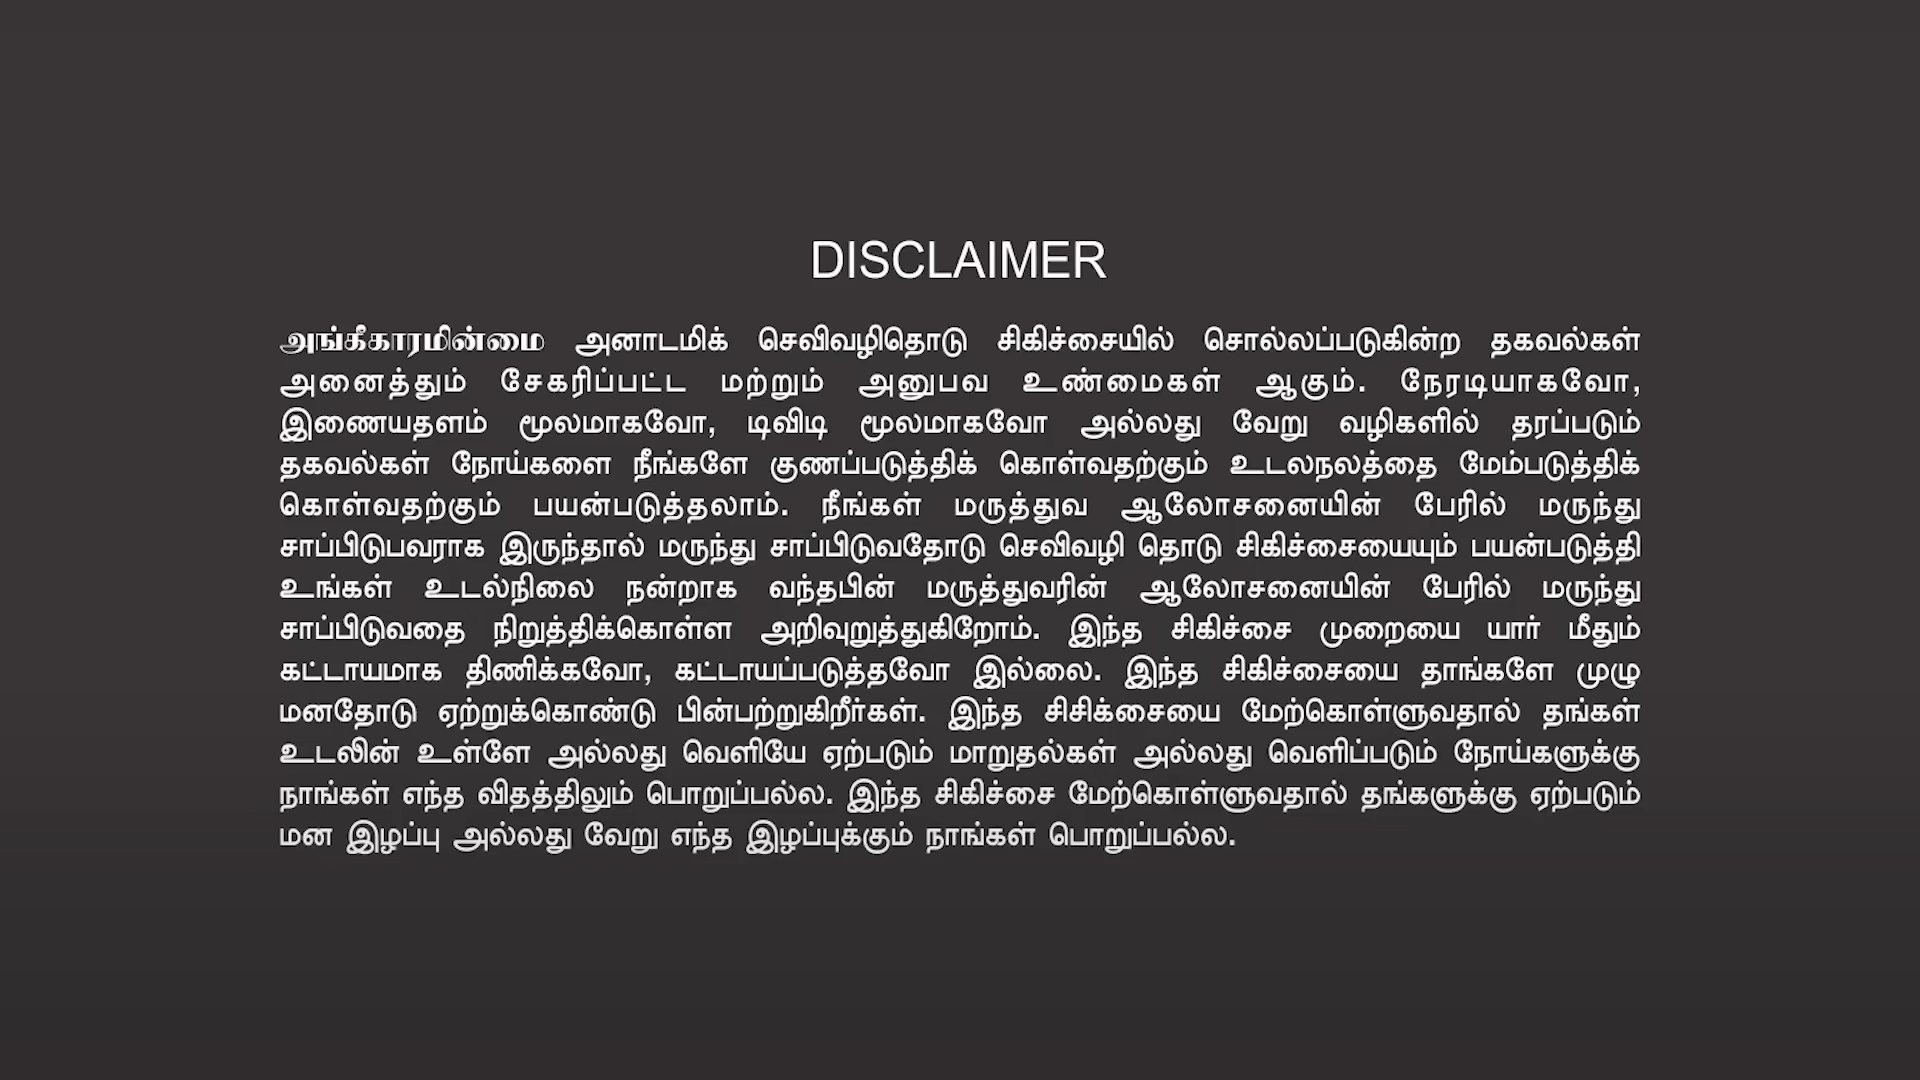 DISCLAIMER
அங்கீகாரமின்மை அனாடமிக் செவிவழிதொடு சிகிச்சையில் சொல்லப்படுகின்ற தகவல்கள்
அனைத்தும் சேகரிப்பட்ட மற்றும் அனுபவ உண்மைகள் ஆகும். நேரடியாகவோ,
இணையதளம் மூலமாகவோ, டிவிடி மூலமாகவோ அல்லது வேறு வழிகளில் தரப்படும்
தகவல்கள் நோய்களை நீங்களே குணப்படுத்திக் கொள்வதற்கும் உடலநலத்தை மேம்படுத்திக்
கொள்வதற்கும் பயன்படுத்தலாம். நீங்கள் மருத்துவ ஆலோசனையின் பேரில் மருந்து
சாப்பிடுபவராக இருந்தால் மருந்து சாப்பிடுவதோடு செவிவழி தொடு சிகிச்சையையும் பயன்படுத்தி
உங்கள் உடல்நிலை நன்றாக வந்தபின் மருத்துவரின் ஆலோசனையின் பேரில் மருந்து
சாப்பிடுவதை நிறுத்திக்கொள்ள அறிவுறுத்துகிறோம். இந்த சிகிச்சை முறையை யார் மீதும்
கட்டாயமாக திணிக்கவோ, கட்டாயப்படுத்தவோ இல்லை. இந்த சிகிச்சையை தாங்களே முழு
மனதோடு ஏற்றுக்கொண்டு பின்பற்றுகிறீர்கள். இந்த சிசிக்சையை மேற்கொள்ளுவதால் தங்கள்
உடலின் உள்ளே அல்லது வெளியே ஏற்படும் மாறுதல்கள் அல்லது வெளிப்படும் நோய்களுக்கு
நாங்கள் எந்த விதத்திலும் பொறுப்பல்ல. இந்த சிகிச்சை மேற்கொள்ளுவதால் தங்களுக்கு ஏற்படும்
மன இழப்பு அல்லது வேறு எந்த இழப்புக்கும் நாங்கள் பொறுப்பல்ல.